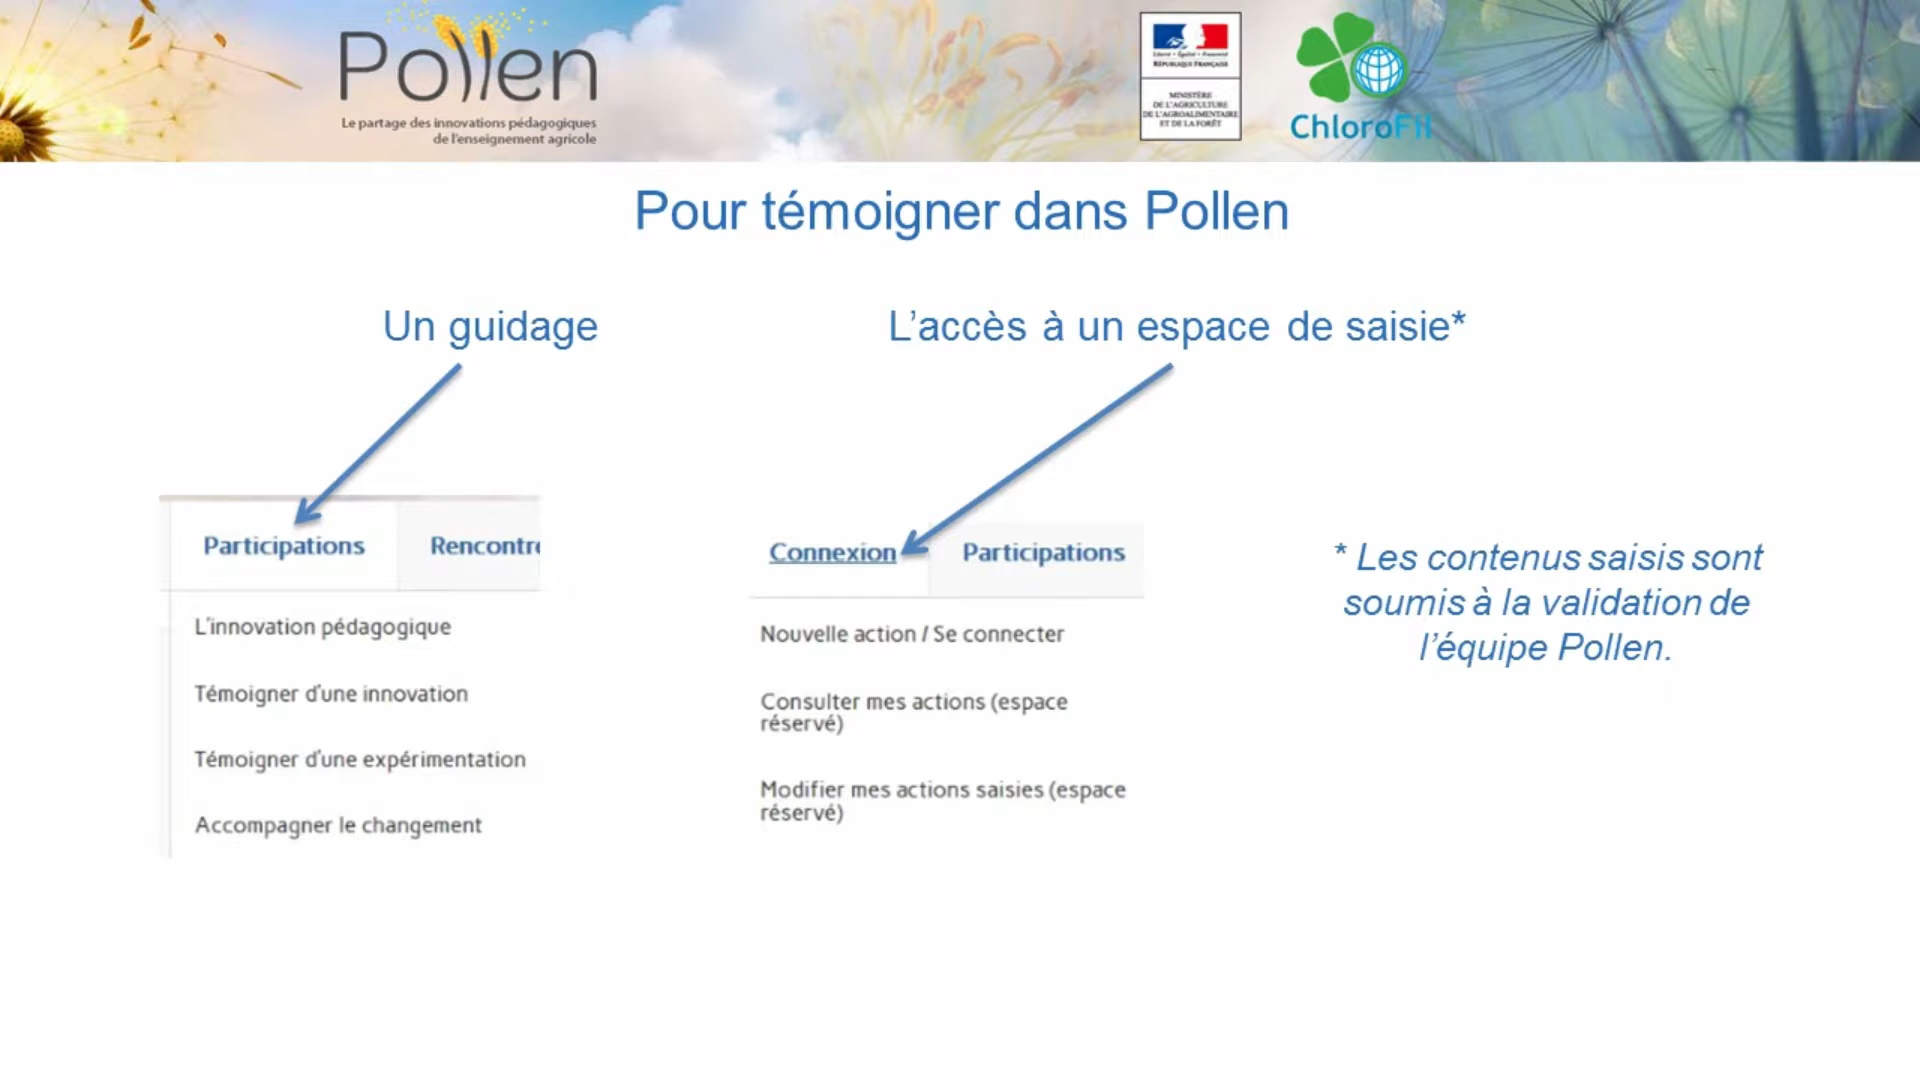 Pollen
Le partage des innovations pédagogiques
de l'enseignement agricole
RÉPUBLIQUE FRANÇAISE
MINISTÈRE
DE L'AGRICULTURE
DE L'AGROALIMENTAIRE
ET DE LA FORÊT
ChloroFil
Pour témoigner dans Pollen
Un guidage
L'accès à un espace de saisie*
Participations
L'innovation pédagogique
Témoigner d'une innovation
Témoigner d'une expérimentation
Accompagner le changement
Connexion
Participations
Nouvelle action / Se connecter
Consulter mes actions (espace
réservé)
Modifier mes actions saisies (espace
réservé)
* Les contenus saisis sont
soumis à la validation de
l'équipe Pollen.